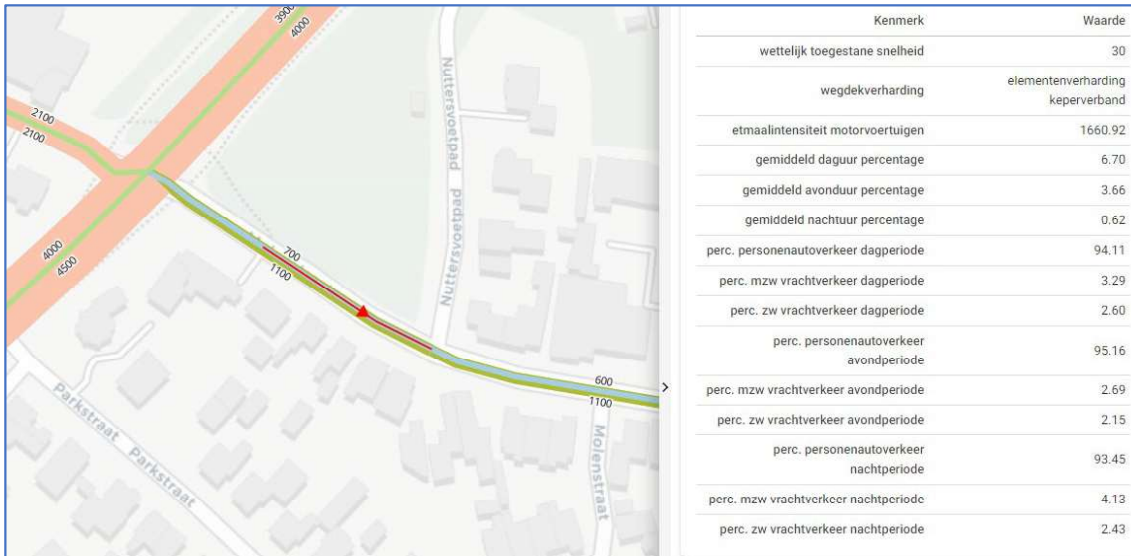 3900
4000
2100
2100
Nuttersvoetpad
Nuttersvoetpad
4000
4500
700
1100
600
1100
Parkstraat
Parkstraat
Molenstraat
Kenmerk Waarde
wettelijk toegestane snelheid 30
wegdekverharding elementenverharding
keperverband
etmaalintensiteit motorvoertuigen 1660.92
gemiddeld daguur percentage 6.70
gemiddeld avonduur percentage 3.66
gemiddeld nachtuur percentage 0.62
perc. personenautoverkeer dagperiode 94.11
perc. mzw vrachtverkeer dagperiode 3.29
perc. zw vrachtverkeer dagperiode 2.60
perc. personenautoverkeer
avondperiode 95.16
perc. mzw vrachtverkeer avondperiode 2.69
perc. zw vrachtverkeer avondperiode 2.15
perc. personenautoverkeer
nachtperiode 93.45
perc. mzw vrachtverkeer nachtperiode 4.13
perc. zw vrachtverkeer nachtperiode 2.43